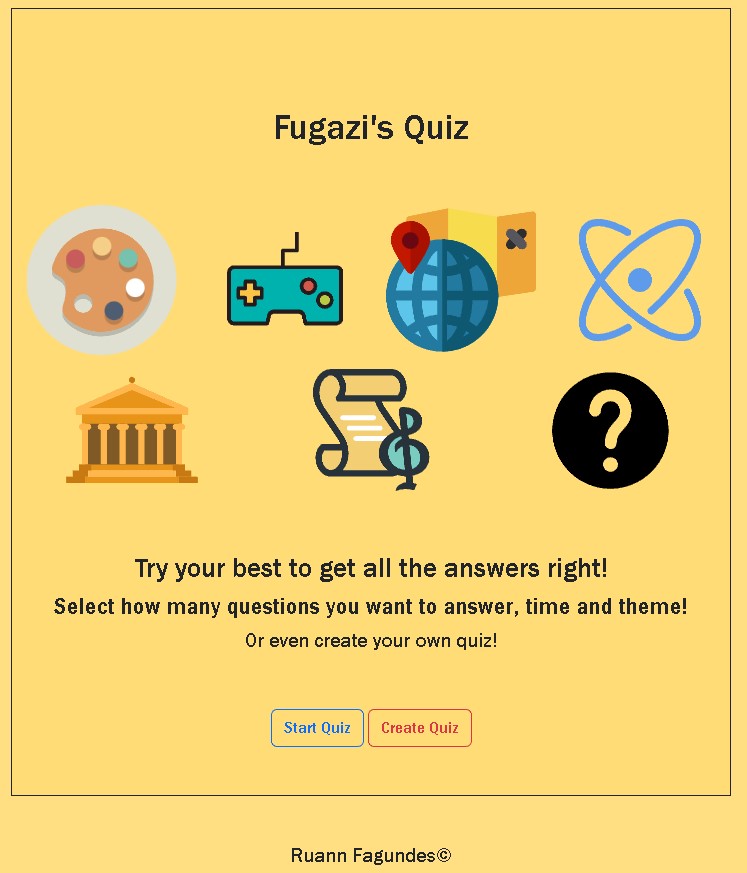 Fugazi's Quiz
Try your best to get all the answers right!
Select how many questions you want to answer, time and theme!
Or even create your own quiz!
Start Quiz Create Quiz
Ruann Fagundes©